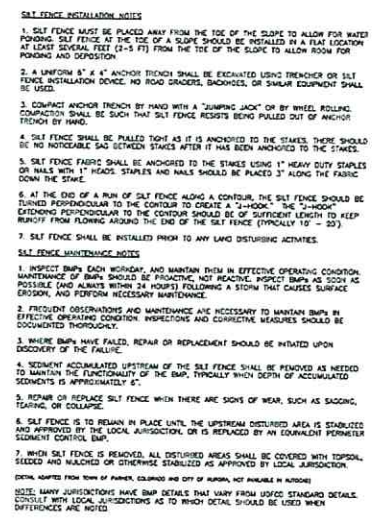 SILT FENCE INSTALLATION NOTES
1. SILT FENCE MUST BE PLACED AWAY FROM THE TOE OF THE SLOPE TO ALLOW FOR WATER
PONDING. SILT FENCE AT THE TOE OF A SLOPE SHOULD BE INSTALLED IN A FLAT LOCATION
AT LEAST SEVERAL FEET (2-5 FT) FROM THE TOE OF THE SLOPE TO ALLOW ROOM FOR
PONDING AND DEPOSITION.
2. A UNIFORM 6" X 4" ANCHOR TRENCH SHALL BE EXCAVATED USING TRENCHER OR SILT
FENCE INSTALLATION DEVICE. NO ROAD GRADERS, BACKHOES, OR SIMILAR EQUIPMENT SHALL
BE USED.
3. COMPACT ANCHOR TRENCH BY HAND WITH A "JUMPING JACK" OR BY WHEEL ROLLING.
COMPACTION SHALL BE SUCH THAT SILT FENCE RESISTS BEING PULLED OUT OF ANCHOR
TRENCH BY HAND.
4. SILT FENCE SHALL BE PULLED TIGHT AS IT IS ANCHORED TO THE STAKES. THERE SHOULD
BE NO NOTICEABLE SAG BETWEEN STAKES AFTER IT HAS BEEN ANCHORED TO THE STAKES.
5. SILT FENCE FABRIC SHALL BE ANCHORED TO THE STAKES USING 1" HEAVY DUTY STAPLES
OR NAILS WITH 1" HEADS. STAPLES AND NAILS SHOULD BE PLACED 3" ALONG THE FABRIC
DOWN THE STAKE.
6. AT THE END OF A RUN OF SILT FENCE ALONG A CONTOUR, THE SILT FENCE SHOULD BE
TURNED PERPENDICULAR TO THE CONTOUR TO CREATE A "J-HOOK." THE "J-HOOK"
EXTENDING PERPENDICULAR TO THE CONTOUR SHOULD BE OF SUFFICIENT LENGTH TO KEEP
RUNOFF FROM FLOWING AROUND THE END OF THE SILT FENCE (TYPICALLY 10' - 20').
7. SILT FENCE SHALL BE INSTALLED PRIOR TO ANY LAND DISTURBING ACTIVITIES.
SILT FENCE MAINTENANCE NOTES
1. INSPECT BMPs EACH WORKDAY, AND MAINTAIN THEM IN EFFECTIVE OPERATING CONDITION.
MAINTENANCE OF BMPs SHOULD BE PROACTIVE, NOT REACTIVE. INSPECT BMPs AS SOON AS
POSSIBLE (AND ALWAYS WITHIN 24 HOURS) FOLLOWING A STORM THAT CAUSES SURFACE
EROSION, AND PERFORM NECESSARY MAINTENANCE.
2. FREQUENT OBSERVATIONS AND MAINTENANCE ARE NECESSARY TO MAINTAIN BMPs IN
EFFECTIVE OPERATING CONDITION. INSPECTIONS AND CORRECTIVE MEASURES SHOULD BE
DOCUMENTED THOROUGHLY.
3. WHERE BMPs HAVE FAILED, REPAIR OR REPLACEMENT SHOULD BE INITIATED UPON
DISCOVERY OF THE FAILURE.
4. SEDIMENT ACCUMULATED UPSTREAM OF THE SILT FENCE SHALL BE REMOVED AS NEEDED
TO MAINTAIN THE FUNCTIONALITY OF THE BMP, TYPICALLY WHEN DEPTH OF ACCUMULATED
SEDIMENTS IS APPROXIMATELY 6".
5. REPAIR OR REPLACE SILT FENCE WHEN THERE ARE SIGNS OF WEAR, SUCH AS SAGGING,
TEARING, OR COLLAPSE.
6. SILT FENCE IS TO REMAIN IN PLACE UNTIL THE UPSTREAM DISTURBED AREA IS STABILIZED
AND APPROVED BY THE LOCAL JURISDICTION, OR IS REPLACED BY AN EQUIVALENT PERIMETER
SEDIMENT CONTROL BMP.
7. WHEN SILT FENCE IS REMOVED, ALL DISTURBED AREAS SHALL BE COVERED WITH TOPSOIL,
SEEDED AND MULCHED OR OTHERWISE STABILIZED AS APPROVED BY LOCAL JURISDICTION.
(DETAIL ADAPTED FROM TOWN OF PARKER, COLORADO AND CITY OF AURORA, NOT AVAILABLE IN AUTOCAD)
NOTE: MANY JURISDICTIONS HAVE BMP DETAILS THAT VARY FROM UDFCD STANDARD DETAILS.
CONSULT WITH LOCAL JURISDICTIONS AS TO WHICH DETAIL SHOULD BE USED WHEN
DIFFERENCES ARE NOTED.